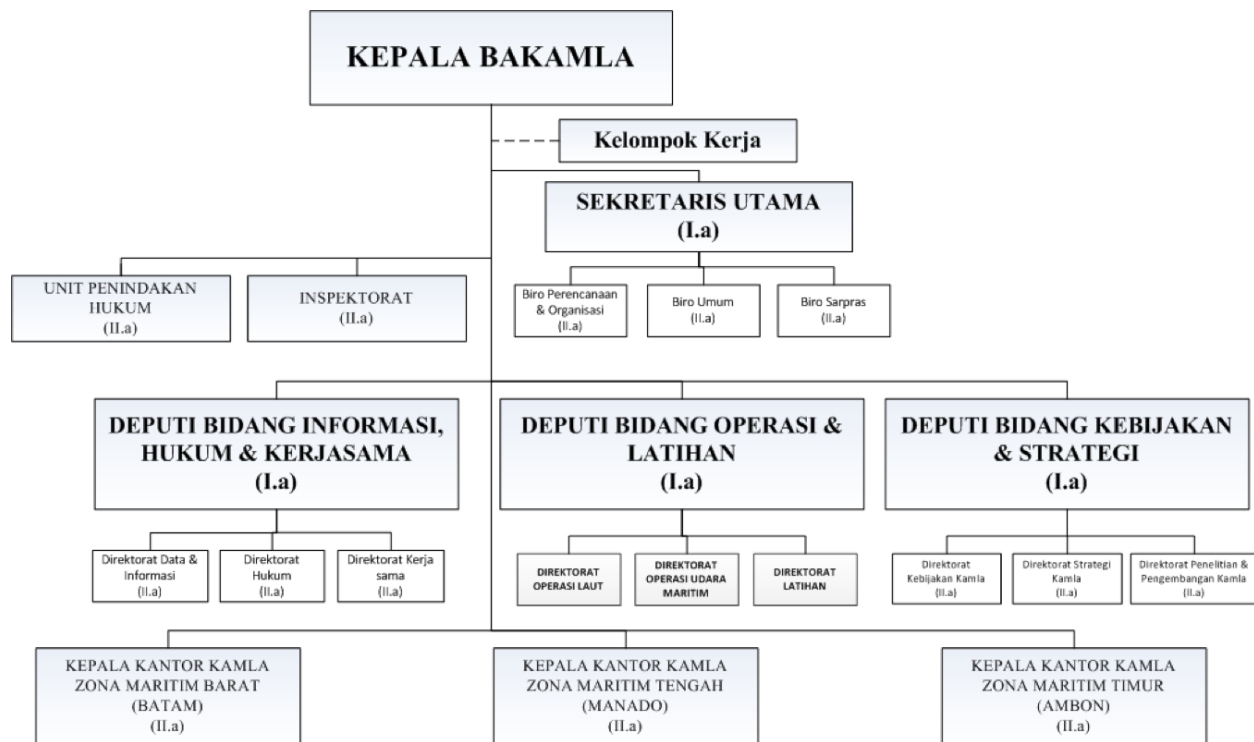 KEPALA BAKAMLA
Kelompok Kerja
SEKRETARIS UTAMA
(I.a)
UNIT PENINDAKAN
HUKUM
(II.a)
INSPEKTORAT
(II.a)
Biro Perencanaan
& Organisasi
(II.a)
Biro Umum
(II.a)
Biro Sarpras
(II.a)
DEPUTI BIDANG INFORMASI,
HUKUM & KERJASAMA
(I.a)
DEPUTI BIDANG OPERASI &
LATIHAN
(I.a)
DEPUTI BIDANG KEBIJAKAN
& STRATEGI
(I.a)
Direktorat Data &
Informasi
(II.a)
Direktorat
Hukum
(II.a)
Direktorat Kerja
sama
(II.a)
DIREKTORAT
OPERASI LAUT
DIREKTORAT
OPERASI UDARA
MARITIM
DIREKTORAT
LATIHAN
Direktorat
Kebijakan Kamla
(II.a)
Direktorat Strategi
Kamla
(II.a)
Direktorat Penelitian &
Pengembangan Kamla
(II.a)
KEPALA KANTOR KAMLA
ZONA MARITIM BARAT
(BATAM)
(II.a)
KEPALA KANTOR KAMLA
ZONA MARITIM TENGAH
(MANADO)
(II.a)
KEPALA KANTOR KAMLA
ZONA MARITIM TIMUR
(AMBON)
(II.a)